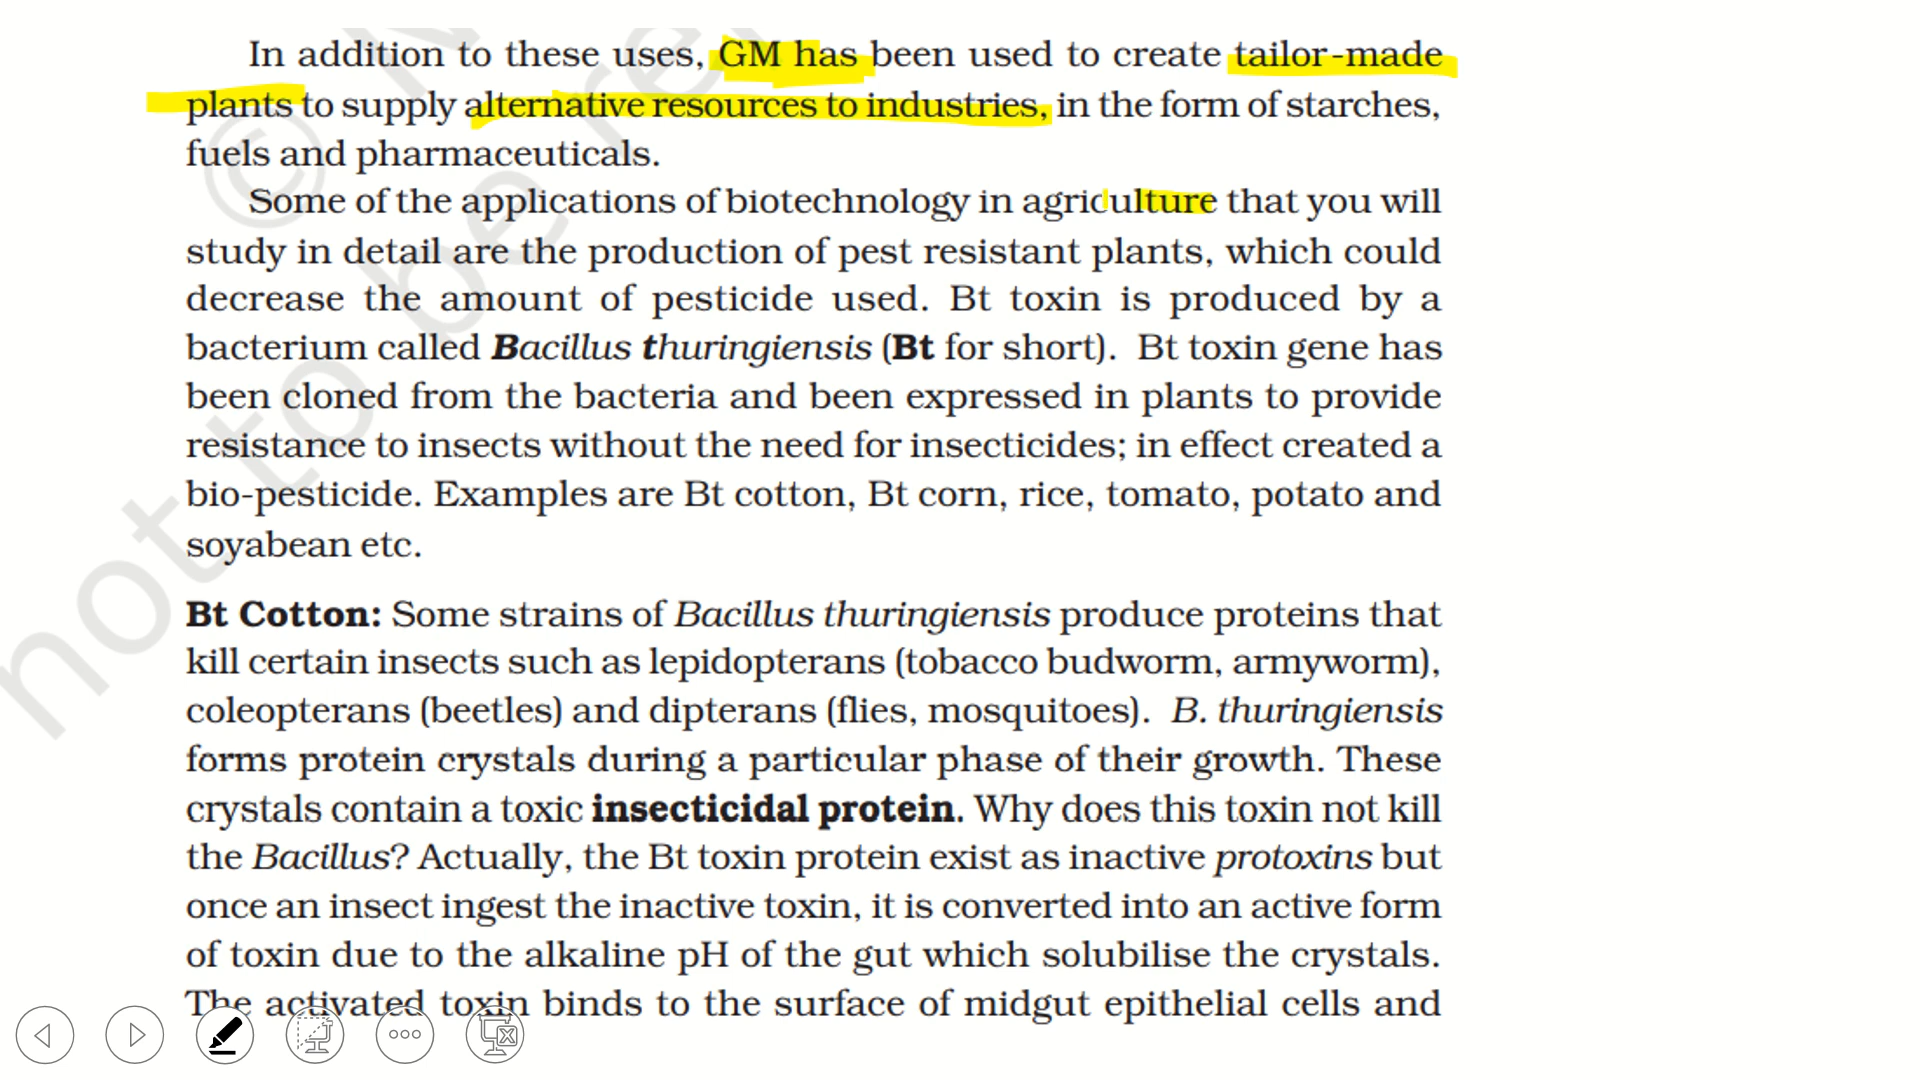 In addition to these uses, GM has been used to create tailor-made
plants to supply alternative resources to industries, in the form of starches,
fuels and pharmaceuticals.
Some of the applications of biotechnology in agriculture that you will
study in detail are the production of pest resistant plants, which could
decrease the amount of pesticide used. Bt toxin is produced by a
bacterium called Bacillus thuringiensis (Bt for short). Bt toxin gene has
been cloned from the bacteria and been expressed in plants to provide
resistance to insects without the need for insecticides; in effect created a
bio-pesticide. Examples are Bt cotton, Bt corn, rice, tomato, potato and
soyabean etc.
Bt Cotton: Some strains of Bacillus thuringiensis produce proteins that
kill certain insects such as lepidopterans (tobacco budworm, armyworm),
coleopterans (beetles) and dipterans (flies, mosquitoes). B. thuringiensis
forms protein crystals during a particular phase of their growth. These
crystals contain a toxic insecticidal protein. Why does this toxin not kill
the Bacillus? Actually, the Bt toxin protein exist as inactive protoxins but
once an insect ingest the inactive toxin, it is converted into an active form
of toxin due to the alkaline pH of the gut which solubilise the crystals.
The activated toxin binds to the surface of midgut epithelial cells and
©
not to be re